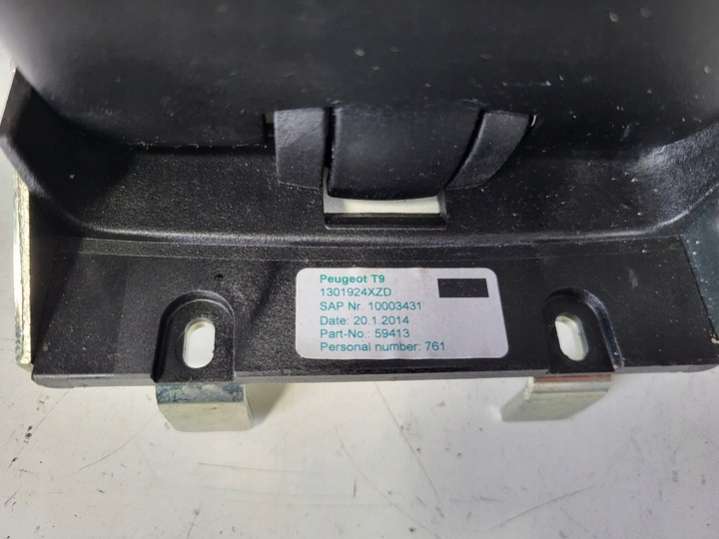 Peugeot T9
1301924XZD
SAP Nr. 10003431
Date: 20.1.2014
Part-No.: 59413
Personal number: 761